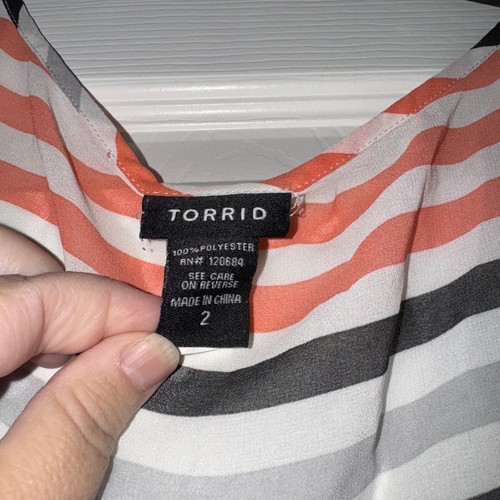 TORRID
100% POLYESTER
RN# 120684
SEE CARE
ON REVERSE
MADE IN CHINA
2